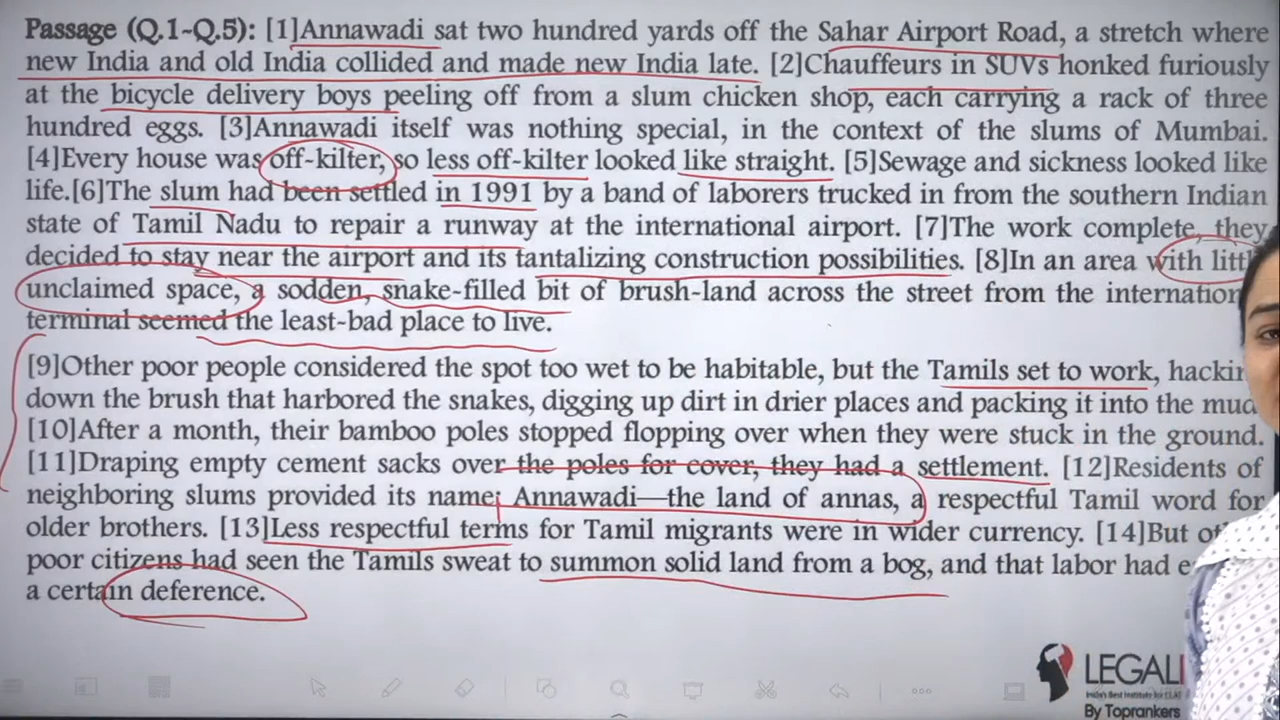 Passage (Q.1-Q.5): [1]Annawadi sat two hundred yards off the Sahar Airport Road, a stretch where
new India and old India collided and made new India late. [2]Chauffeurs in SUVs honked furiously
at the bicycle delivery boys peeling off from a slum chicken shop, each carrying a rack of three
hundred eggs. [3]Annawadi itself was nothing special, in the context of the slums of Mumbai.
[4]Every house was off-kilter, so less off-kilter looked like straight. [5]Sewage and sickness looked like
life.[6]The slum had been settled in 1991 by a band of laborers trucked in from the southern Indian
state of Tamil Nadu to repair a runway at the international airport. [7]The work complete, they
decided to stay near the airport and its tantalizing construction possibilities. [8]In an area with
unclaimed space, a sodden, snake-filled bit of brush-land across the street from the
terminal seemed the least-bad place to live.
[9]Other poor people considered the spot too wet to be habitable, but the Tamils set to work,
down the brush that harbored the snakes, digging up dirt in drier places and packing it into the
[10]After a month, their bamboo poles stopped flopping over when they were stuck in the ground.
[11]Draping empty cement sacks over the poles for cover, they had a settlement. [12]Residents of
neighboring slums provided its name: Annawadi—the land of annas, a respectful Tamil word for
older brothers. [13]Less respectful terms for Tamil migrants were in wider currency. [14]But
poor citizens had seen the Tamils sweat to summon solid land from a bog, and that labor had
a certain deference.
LEGAL
By Toprankers